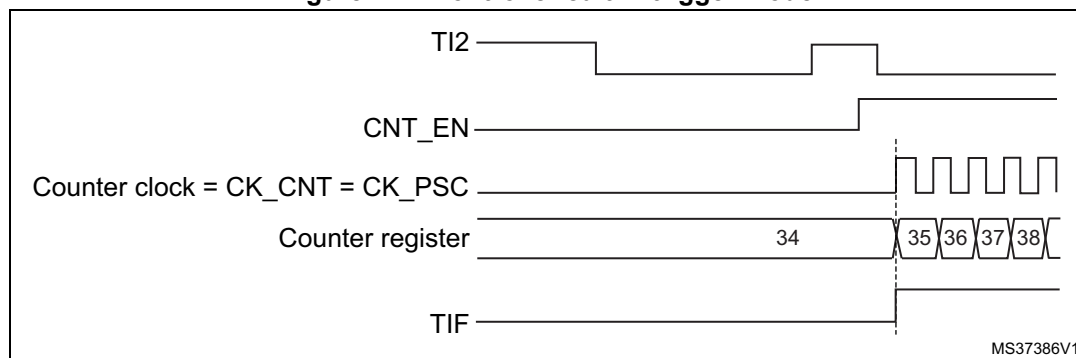 TI2
CNT_EN
Counter clock = CK_CNT = CK_PSC
Counter register
34
35
36
37
38
TIF
MS37386V1